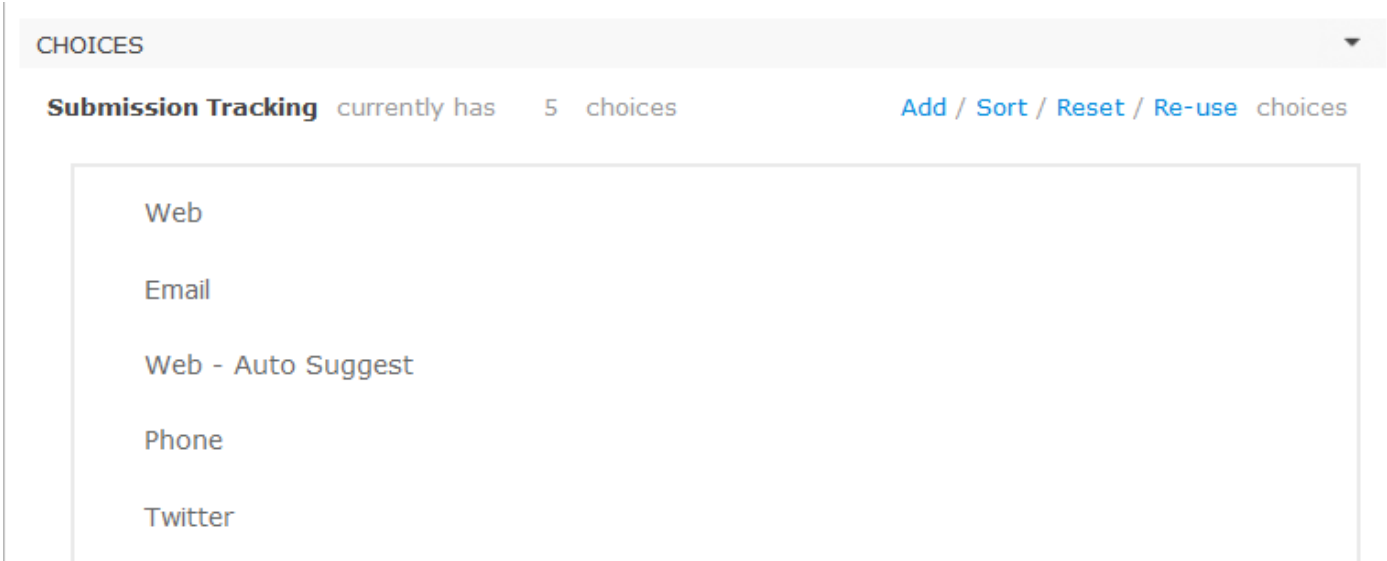 CHOICES
Submission Tracking currently has 5 choices Add / Sort / Reset / Re-use choices
Web
Email
Web - Auto Suggest
Phone
Twitter